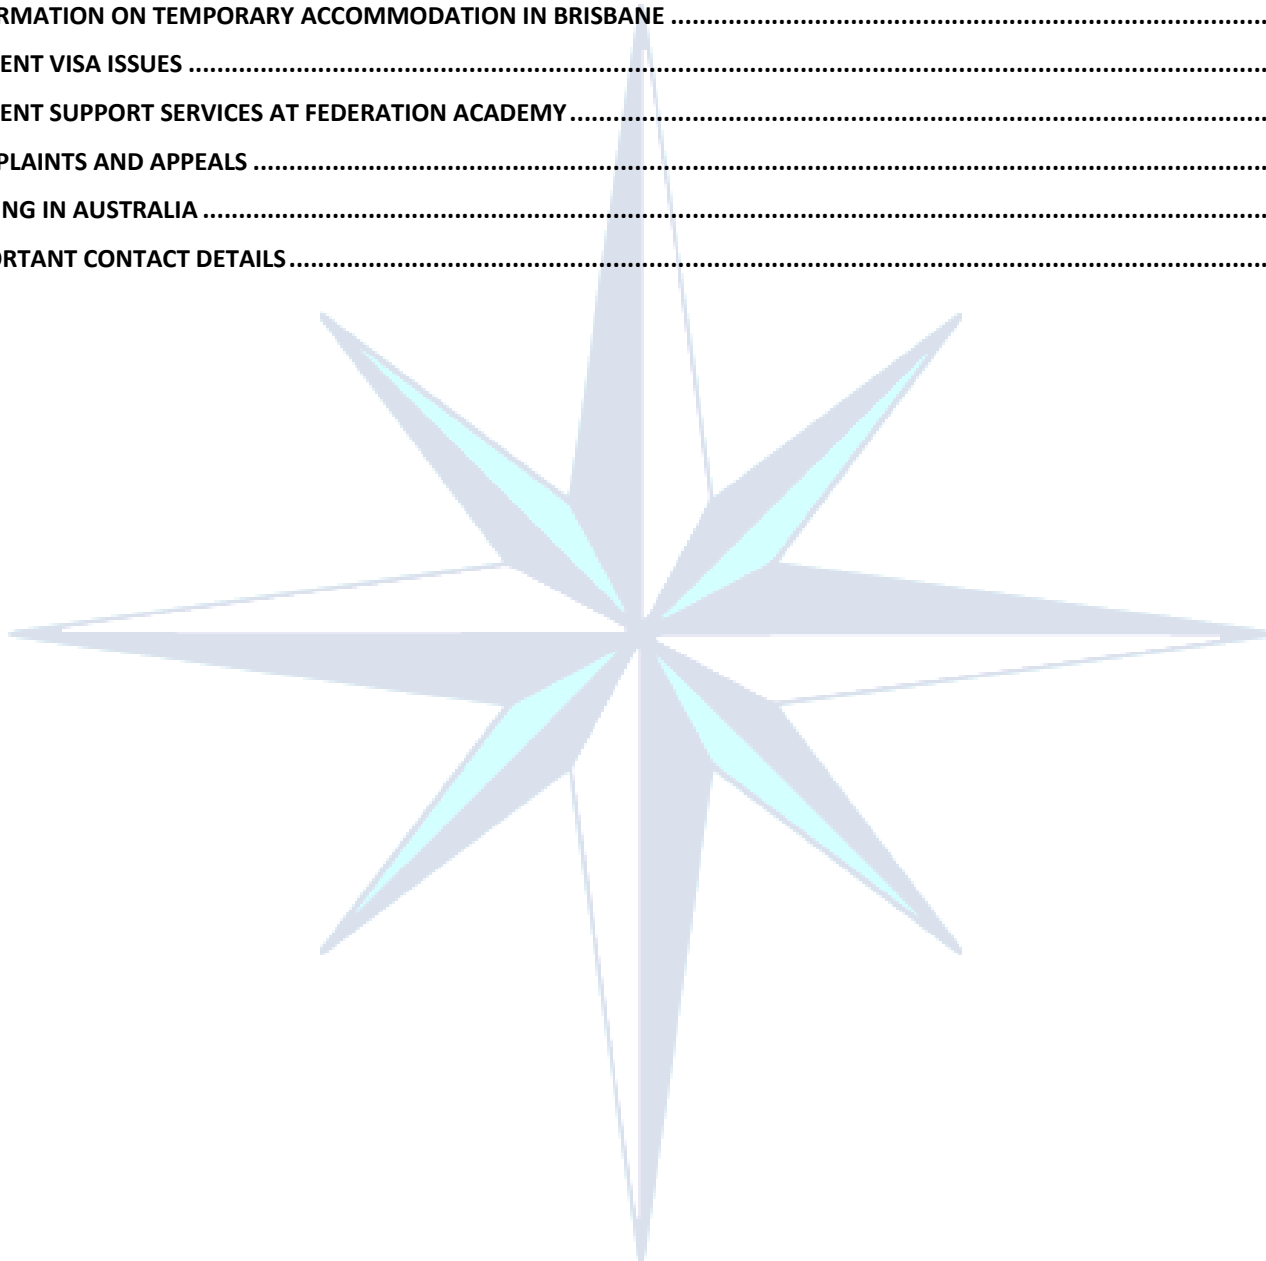 RMATION ON TEMPORARY ACCOMMODATION IN BRISBANE ................................................................................
ENT VISA ISSUES ................................................................................
ENT SUPPORT SERVICES AT FEDERATION ACADEMY ................................................................................
PLAINTS AND APPEALS ................................................................................
NG IN AUSTRALIA ................................................................................
ORTANT CONTACT DETAILS ................................................................................